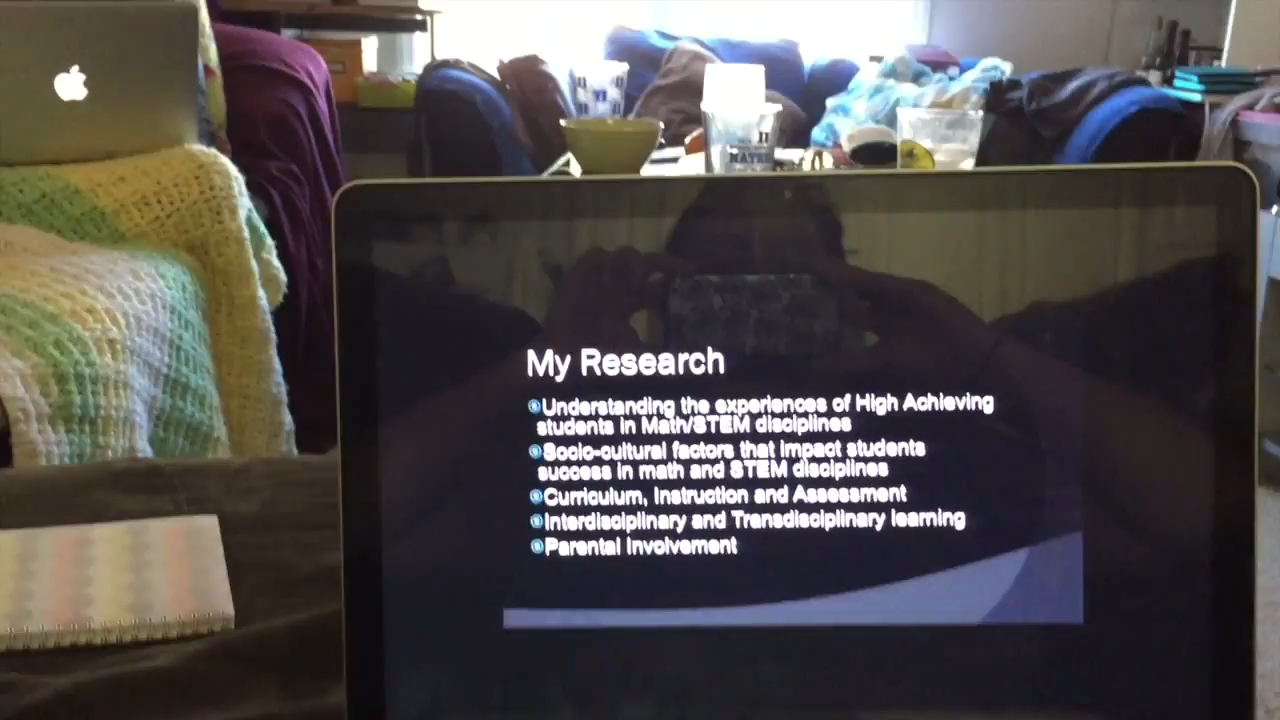 My Research
Understanding the experiences of High Achieving
students in Math/STEM disciplines
Socio-cultural factors that impact students
success in math and STEM disciplines
Curriculum, Instruction and Assessment
Interdisciplinary and Transdisciplinary learning
Parental Involvement